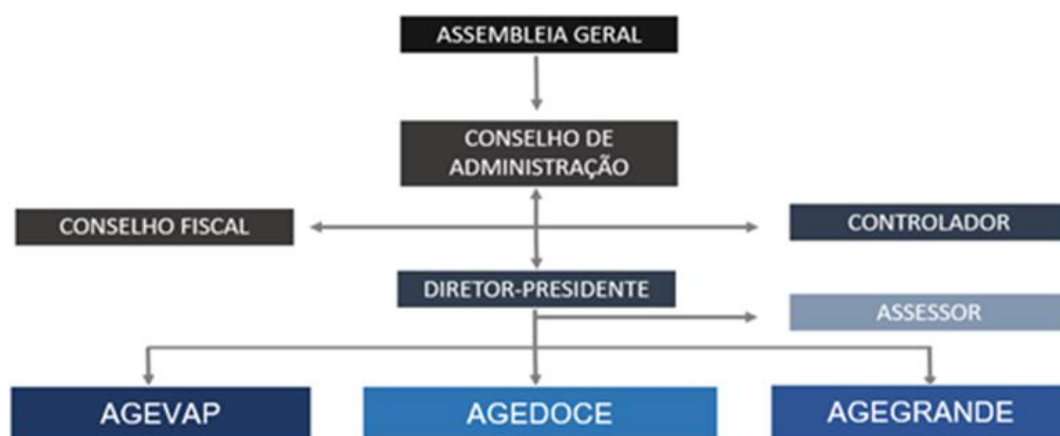 ASSEMBLEIA GERAL
CONSELHO DE
ADMINISTRAÇÃO
CONSELHO FISCAL
CONTROLADOR
DIRETOR-PRESIDENTE
ASSESSOR
AGEVAP
AGEDOCE
AGEGRANDE